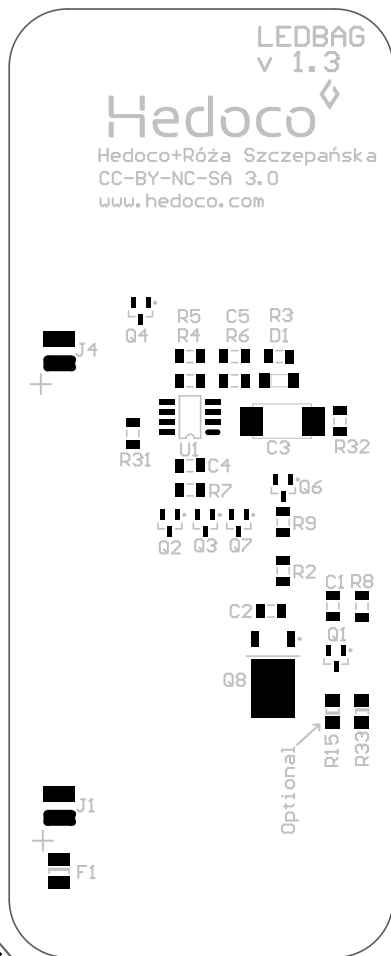 LEDBAG
v 1.3
Hedoco
Hedoco+Róża Szczepańska
CC-BY-NC-SA 3.0
www.hedoco.com
R5 C5 R3
Q4 R4 R6 D1
J4
U1 C3 R32
R31
C4
R7 Q6
R9
Q2 Q3 Q7
R2
C1 R8
C2
Q1
Q8
R15 R33
Optional
J1
F1